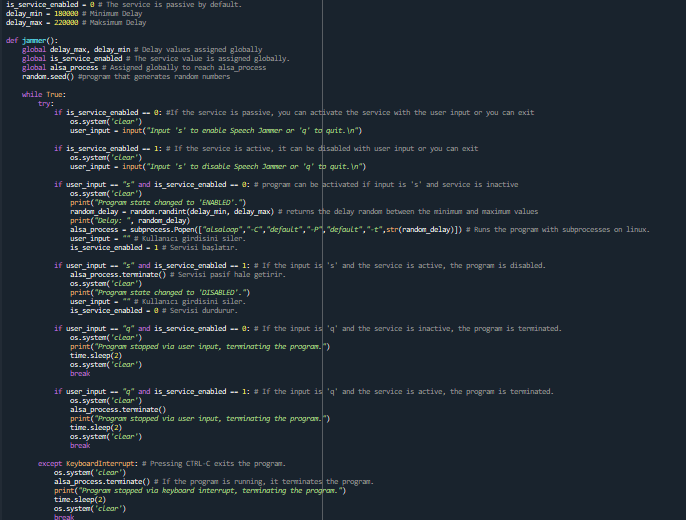 is_service_enabled = 0 # The service is passive by default.
delay_min = 180000 # Minimum Delay
delay_max = 220000 # Maksimum Delay
def jammer():
global delay_max, delay_min # Delay values assigned globally
global is_service_enabled # The service value is assigned globally.
global alsa_process # Assigned globally to reach alsa_process
random.seed() #program that generates random numbers
while True:
try:
if is_service_enabled == 0: #If the service is passive, you can activate the service with the user input or you can exit
os.system('clear')
user_input = input("Input 's' to enable Speech Jammer or 'q' to quit.\n")
if is_service_enabled == 1: # If the service is active, it can be disabled with user input or you can exit
os.system('clear')
user_input = input("Input 's' to disable Speech Jammer or 'q' to quit.\n")
if user_input == "s" and is_service_enabled == 0: # program can be activated if input is 's' and service is inactive
os.system('clear')
print("Program state changed to 'ENABLED'.")
random_delay = random.randint(delay_min, delay_max) # returns the delay random between the minimum and maximum values
print("Delay: ", random_delay)
alsa_process = subprocess.Popen(["alsaloop","-C","default","-P","default","-t",str(random_delay)]) # Runs the program with subprocesses on linux.
user_input = "" # Kullanici girdisini siler.
is_service_enabled = 1 # Servisi başlatır.
if user_input == "s" and is_service_enabled == 1: # If the input is 's' and the service is active, the program is disabled.
alsa_process.terminate() # Servisi pasif hale getirir.
os.system('clear')
print("Program state changed to 'DISABLED'.")
user_input = "" # Kullanıcı girdisini siler.
is_service_enabled = 0 # Servisi durdurur.
if user_input == "q" and is_service_enabled == 0: # If the input is 'q' and the service is inactive, the program is terminated.
os.system('clear')
print("Program stopped via user input, terminating the program.")
time.sleep(2)
os.system('clear')
break
if user_input == "q" and is_service_enabled == 1: # If the input is 'q' and the service is active, the program is terminated.
os.system('clear')
alsa_process.terminate()
print("Program stopped via user input, terminating the program.")
time.sleep(2)
os.system('clear')
break
except KeyboardInterrupt: # Pressing CTRL-C exits the program.
os.system('clear')
alsa_process.terminate() # If the program is running, it terminates the program.
print("Program stopped via keyboard interrupt, terminating the program.")
time.sleep(2)
os.system('clear')
break